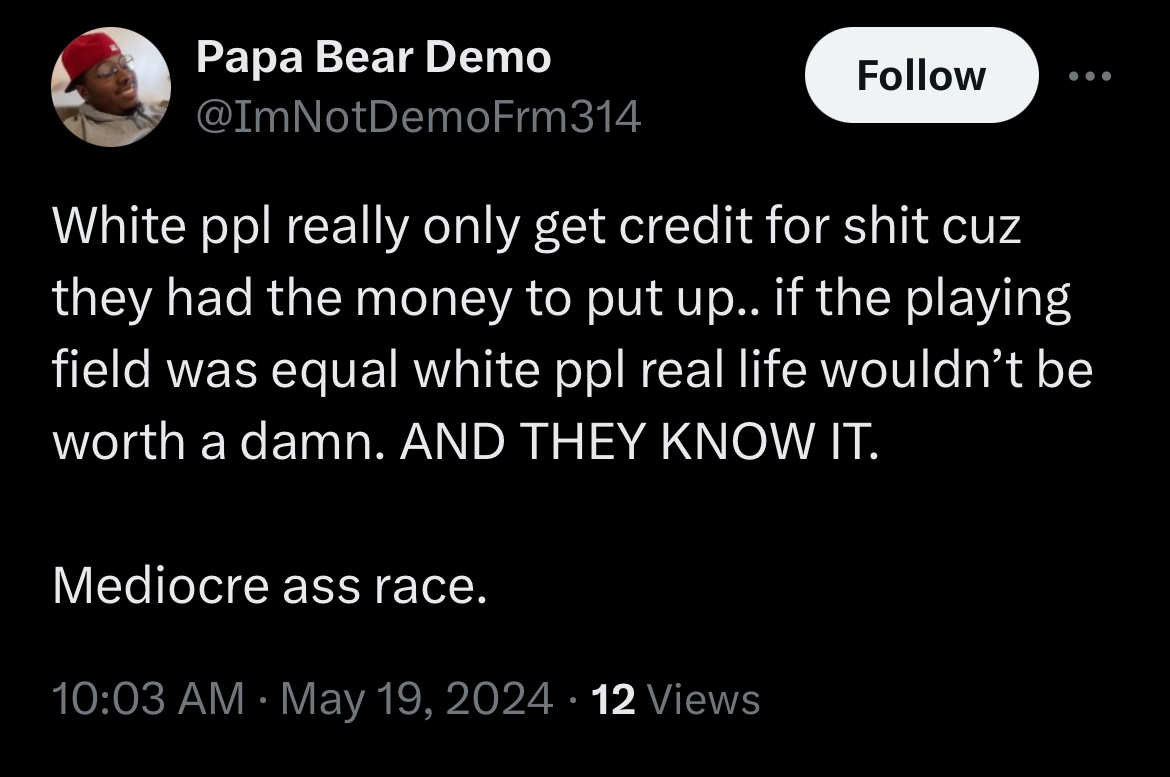 Papa Bear Demo
Follow
@ImNotDemoFrm314
White ppl really only get credit for shit cuz
they had the money to put up.. if the playing
field was equal white ppl real life wouldn’t be
worth a damn. AND THEY KNOW IT.
Mediocre ass race.
10:03 AM · May 19, 2024 · 12 Views